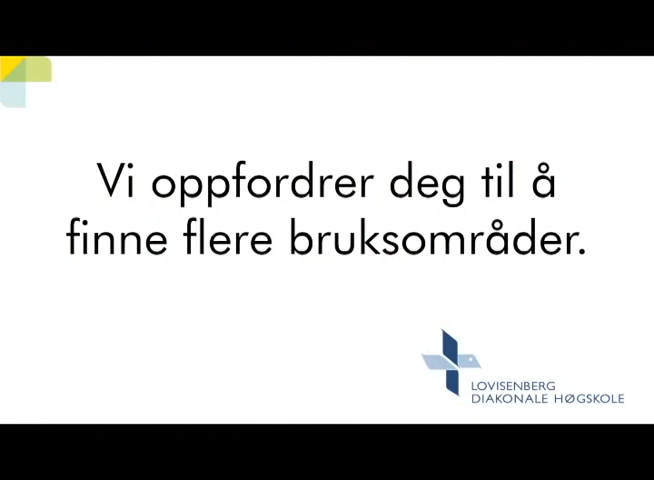 Vi oppfordrer deg til å
finne flere bruksområder.
LOVISENBERG
DIAKONALE HØGSKOLE